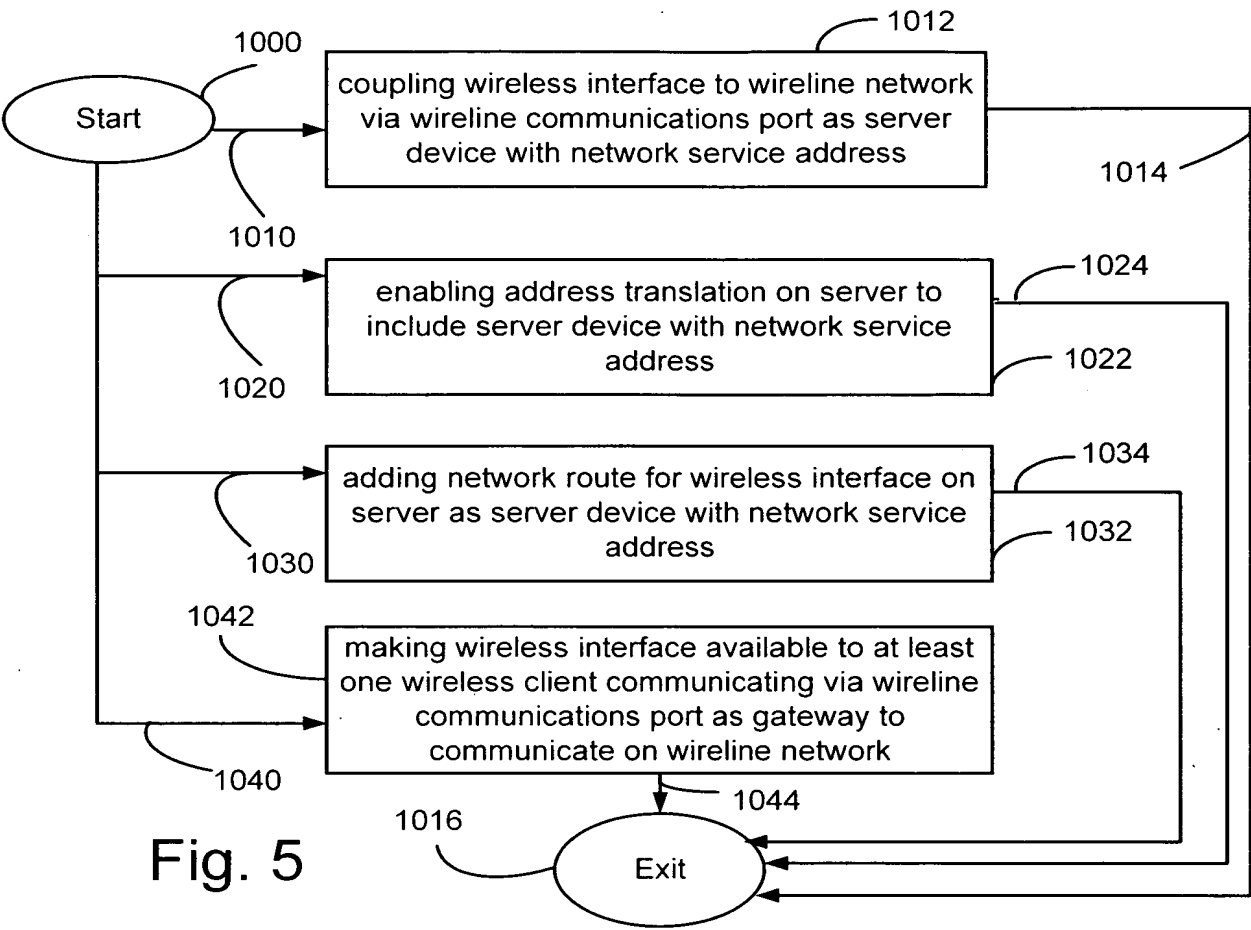 1000
1012
Start
coupling wireless interface to wireline network
via wireline communications port as server
device with network service address
1014
1010
1024
enabling address translation on server to
include server device with network service
address
1022
1020
1034
adding network route for wireless interface on
server as server device with network service
address
1032
1030
1042
making wireless interface available to at least
one wireless client communicating via wireline
communications port as gateway to
communicate on wireline network
1040
1044
1016
Exit
Fig. 5